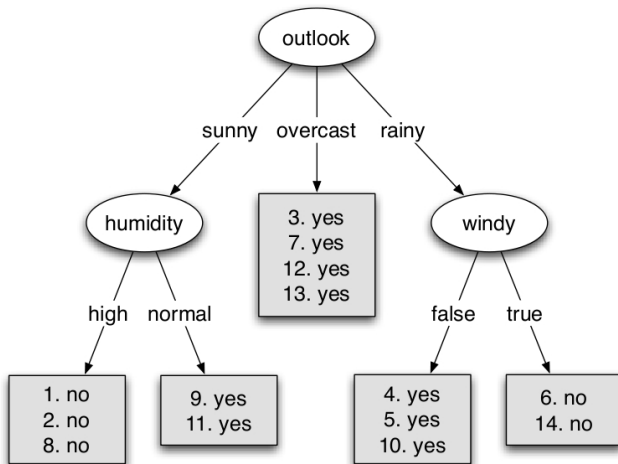 outlook
sunny overcast rainy
humidity
3. yes
7. yes
12. yes
13. yes
windy
high normal
false true
1. no
2. no
8. no
9. yes
11. yes
4. yes
5. yes
10. yes
6. no
14. no